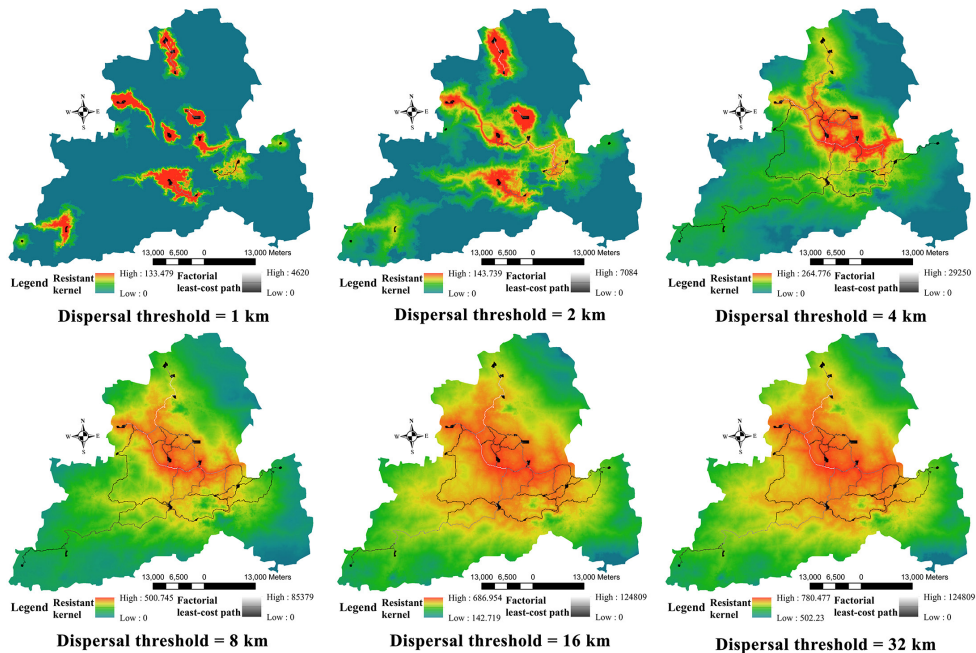 N
W E
S
13,000 6,500 0 13,000 Meters
Legend Resistant kernel High : 133.479 Low : 0 Factorial least-cost path High : 4620 Low : 0
Dispersal threshold = 1 km
N
W E
S
13,000 6,500 0 13,000 Meters
Legend Resistant kernel High : 143.739 Low : 0 Factorial least-cost path High : 7084 Low : 0
Dispersal threshold = 2 km
N
W E
S
13,000 6,500 0 13,000 Meters
Legend Resistant kernel High : 264.776 Low : 0 Factorial least-cost path High : 29250 Low : 0
Dispersal threshold = 4 km
N
W E
S
13,000 6,500 0 13,000 Meters
Legend Resistant kernel High : 500.745 Low : 0 Factorial least-cost path High : 85379 Low : 0
Dispersal threshold = 8 km
N
W E
S
13,000 6,500 0 13,000 Meters
Legend Resistant kernel High : 686.954 Low : 142.719 Factorial least-cost path High : 124809 Low : 0
Dispersal threshold = 16 km
N
W E
S
13,000 6,500 0 13,000 Meters
Legend Resistant kernel High : 780.477 Low : 502.23 Factorial least-cost path High : 124809 Low : 0
Dispersal threshold = 32 km